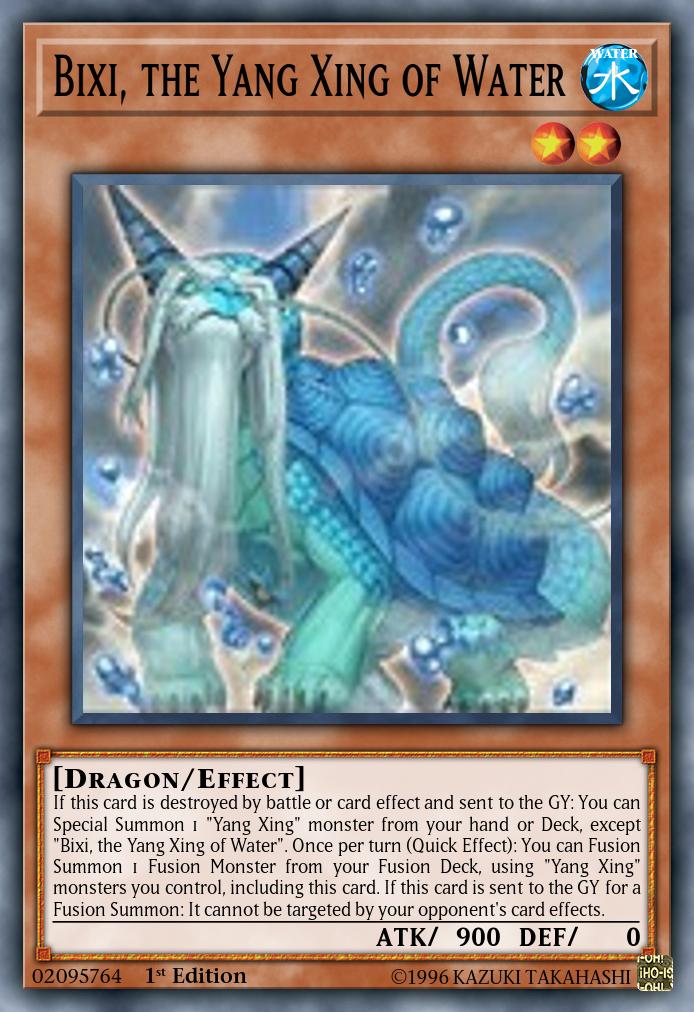 Bixi, the Yang Xing of Water
WATER
水
[Dragon/Effect]
If this card is destroyed by battle or card effect and sent to the GY: You can
Special Summon 1 "Yang Xing" monster from your hand or Deck, except
"Bixi, the Yang Xing of Water". Once per turn (Quick Effect): You can Fusion
Summon 1 Fusion Monster from your Fusion Deck, using "Yang Xing"
monsters you control, including this card. If this card is sent to the GY for a
Fusion Summon: It cannot be targeted by your opponent's card effects.
ATK/ 900 DEF/ 0
02095764 1st Edition ©1996 KAZUKI TAKAHASHI